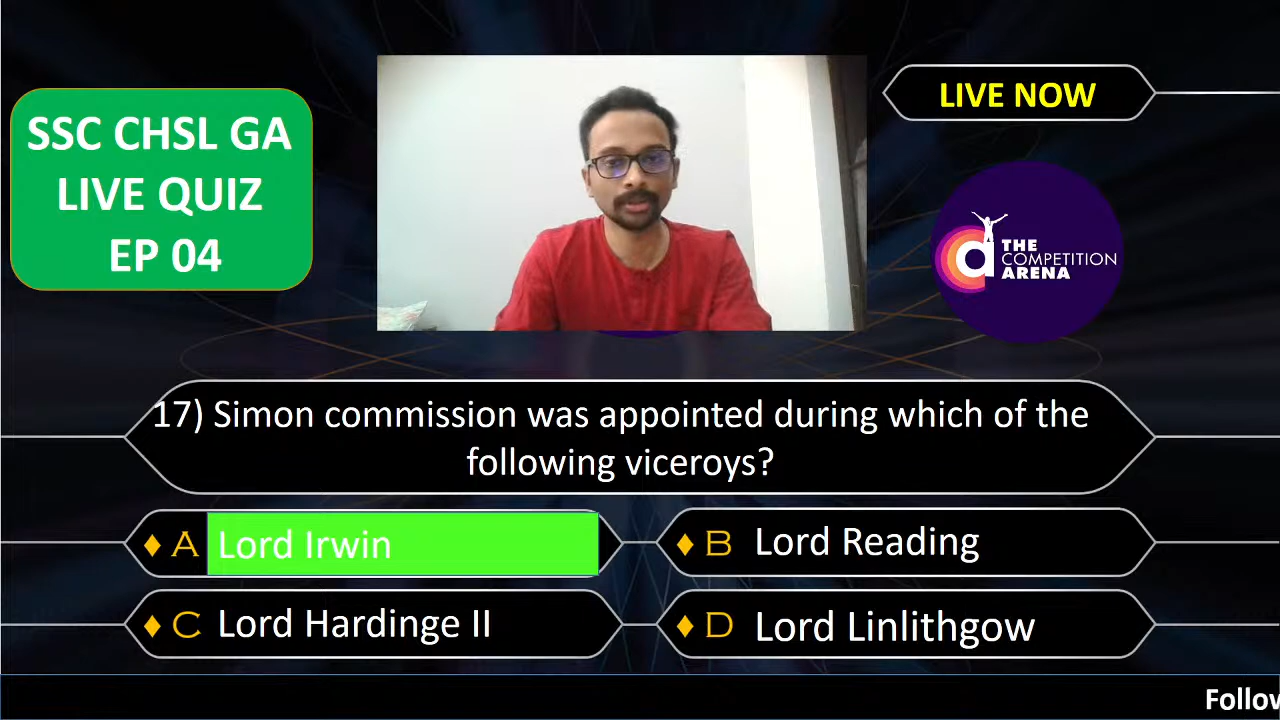 SSC CHSL GA
LIVE QUIZ
EP 04
LIVE NOW
THE
COMPETITION
ARENA
17) Simon commission was appointed during which of the
following viceroys?
A Lord Irwin
B Lord Reading
C Lord Hardinge II
D Lord Linlithgow